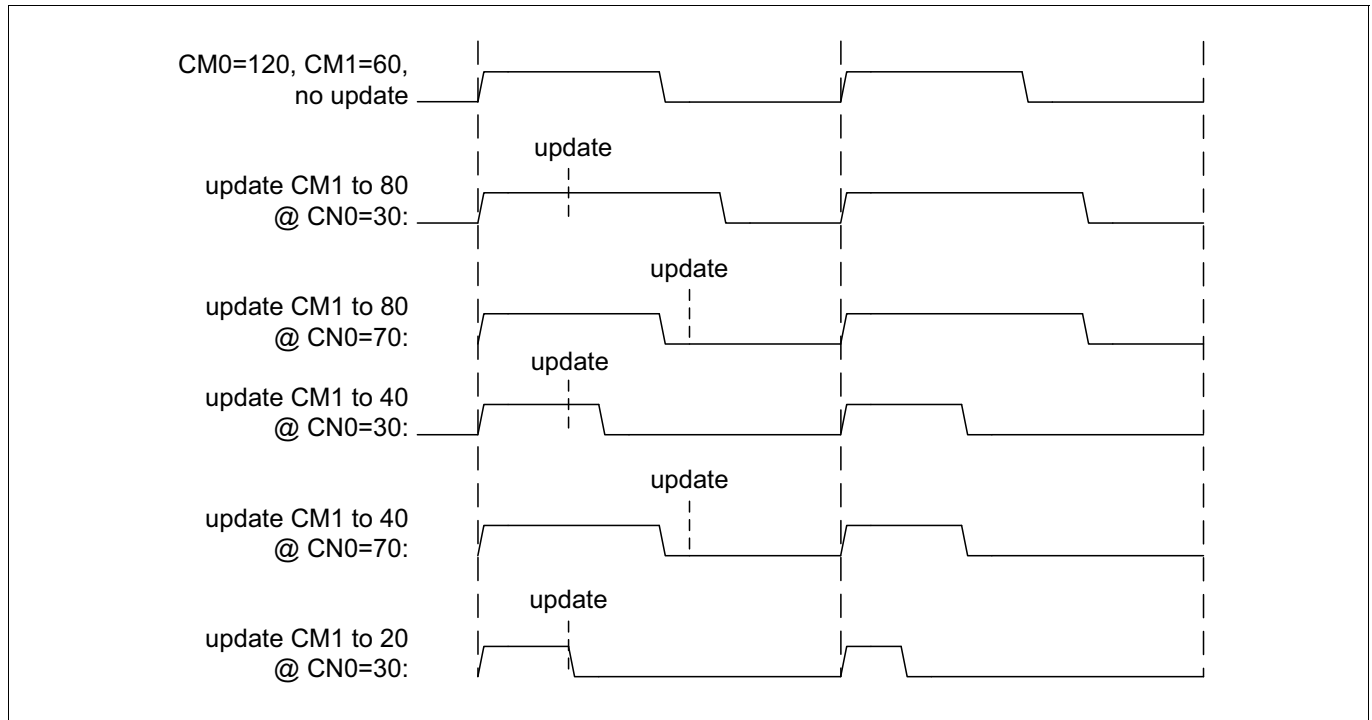 CM0=120, CM1=60,
no update
update
update CM1 to 80
@ CN0=30:
update
update CM1 to 80
@ CN0=70:
update
update CM1 to 40
@ CN0=30:
update
update CM1 to 40
@ CN0=70:
update
update CM1 to 20
@ CN0=30: